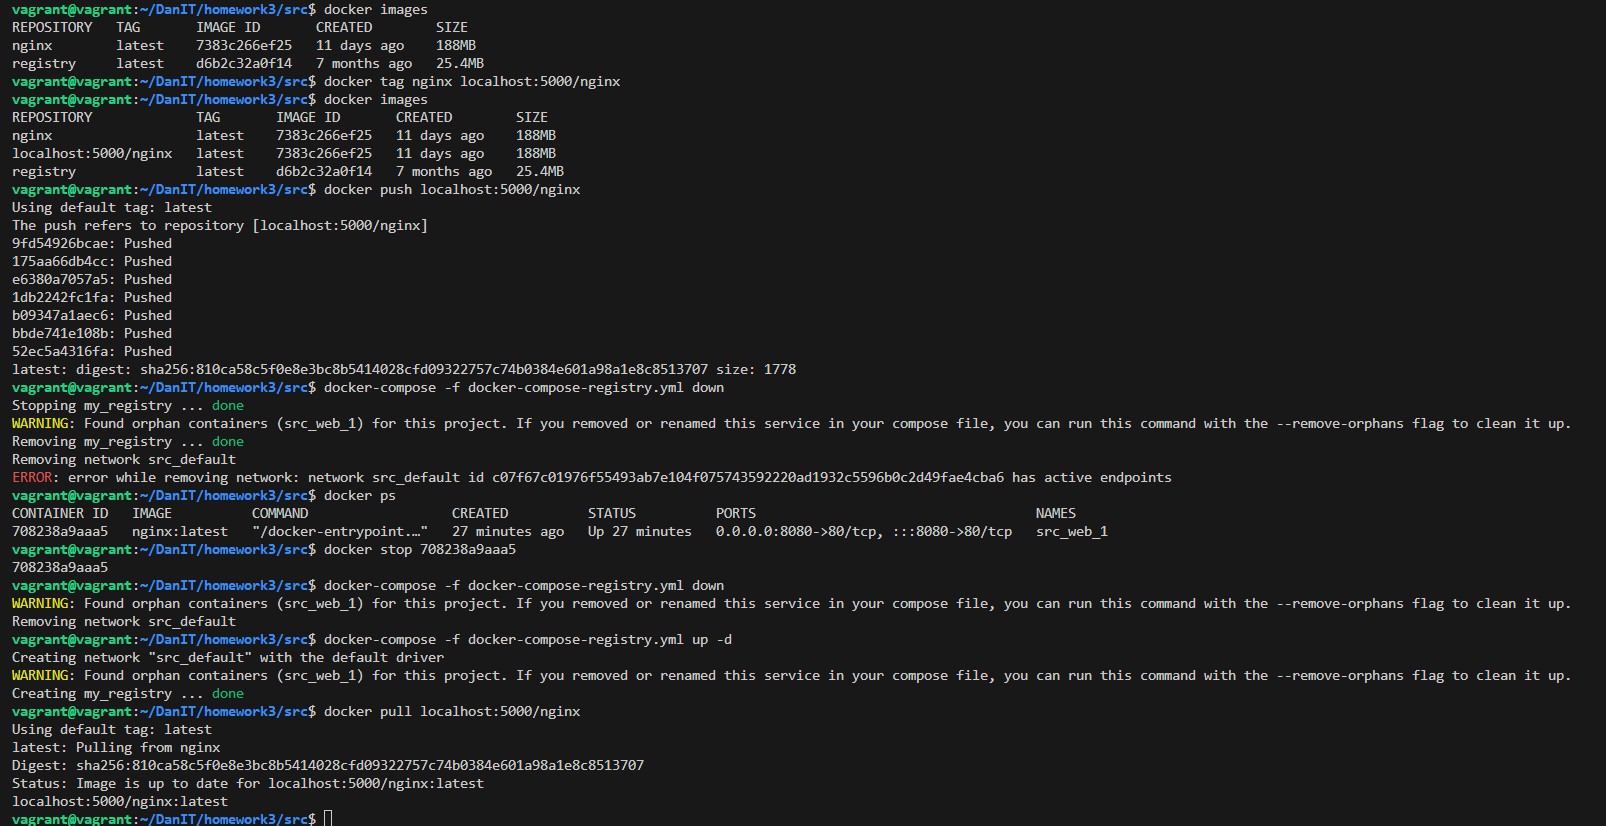 vagrant@vagrant:~/DanIT/homework3/src$ docker images
REPOSITORY   TAG       IMAGE ID       CREATED        SIZE
nginx        latest    7383c266ef25   11 days ago    188MB
registry     latest    d6b2c32a0f14   7 months ago   25.4MB
vagrant@vagrant:~/DanIT/homework3/src$ docker tag nginx localhost:5000/nginx
vagrant@vagrant:~/DanIT/homework3/src$ docker images
REPOSITORY             TAG       IMAGE ID       CREATED        SIZE
nginx                  latest    7383c266ef25   11 days ago    188MB
localhost:5000/nginx   latest    7383c266ef25   11 days ago    188MB
registry               latest    d6b2c32a0f14   7 months ago   25.4MB
vagrant@vagrant:~/DanIT/homework3/src$ docker push localhost:5000/nginx
Using default tag: latest
The push refers to repository [localhost:5000/nginx]
9fd54926bcae: Pushed
175aa66db4cc: Pushed
e6380a7057a5: Pushed
1db2242fc1fa: Pushed
b09347a1aec6: Pushed
bbde741e108b: Pushed
52ec5a4316fa: Pushed
latest: digest: sha256:810ca58c5f0e8e3bc8b5414028cfd09322757c74b0384e601a98a1e8c8513707 size: 1778
vagrant@vagrant:~/DanIT/homework3/src$ docker-compose -f docker-compose-registry.yml down
Stopping my_registry ... done
WARNING: Found orphan containers (src_web_1) for this project. If you removed or renamed this service in your compose file, you can run this command with the --remove-orphans flag to clean it up.
Removing my_registry ... done
Removing network src_default
ERROR: error while removing network: network src_default id c07f67c01976f55493ab7e104f075743592220ad1932c5596b0c2d49fae4cba6 has active endpoints
vagrant@vagrant:~/DanIT/homework3/src$ docker ps
CONTAINER ID   IMAGE          COMMAND                  CREATED          STATUS          PORTS                                   NAMES
708238a9aaa5   nginx:latest   "/docker-entrypoint.…"   27 minutes ago   Up 27 minutes   0.0.0.0:8080->80/tcp, :::8080->80/tcp   src_web_1
vagrant@vagrant:~/DanIT/homework3/src$ docker stop 708238a9aaa5
708238a9aaa5
vagrant@vagrant:~/DanIT/homework3/src$ docker-compose -f docker-compose-registry.yml down
WARNING: Found orphan containers (src_web_1) for this project. If you removed or renamed this service in your compose file, you can run this command with the --remove-orphans flag to clean it up.
Removing network src_default
vagrant@vagrant:~/DanIT/homework3/src$ docker-compose -f docker-compose-registry.yml up -d
Creating network "src_default" with the default driver
WARNING: Found orphan containers (src_web_1) for this project. If you removed or renamed this service in your compose file, you can run this command with the --remove-orphans flag to clean it up.
Creating my_registry ... done
vagrant@vagrant:~/DanIT/homework3/src$ docker pull localhost:5000/nginx
Using default tag: latest
latest: Pulling from nginx
Digest: sha256:810ca58c5f0e8e3bc8b5414028cfd09322757c74b0384e601a98a1e8c8513707
Status: Image is up to date for localhost:5000/nginx:latest
localhost:5000/nginx:latest
vagrant@vagrant:~/DanIT/homework3/src$